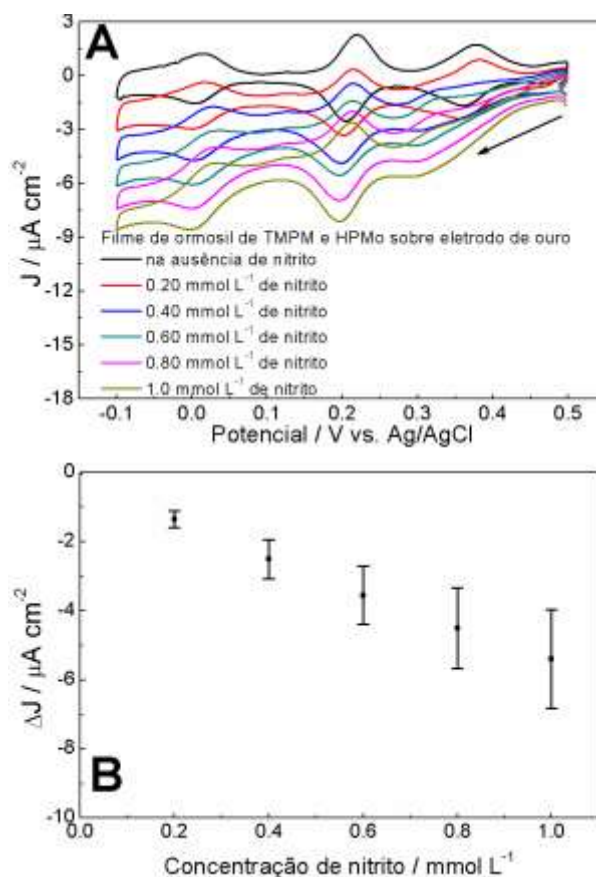 A
3
0
-3
-6
-9
-12
-15
-18
J / μA cm⁻²
Filme de ormosil de TMPM e HPMo sobre eletrodo de ouro
na ausência de nitrito
0.20 mmol L⁻¹ de nitrito
0.40 mmol L⁻¹ de nitrito
0.60 mmol L⁻¹ de nitrito
0.80 mmol L⁻¹ de nitrito
1.0 mmol L⁻¹ de nitrito
-0.1 0.0 0.1 0.2 0.3 0.4 0.5
Potencial / V vs. Ag/AgCl
0
-2
-4
-6
-8
-10
ΔJ / μA cm⁻²
B
0.0 0.2 0.4 0.6 0.8 1.0
Concentração de nitrito / mmol L⁻¹